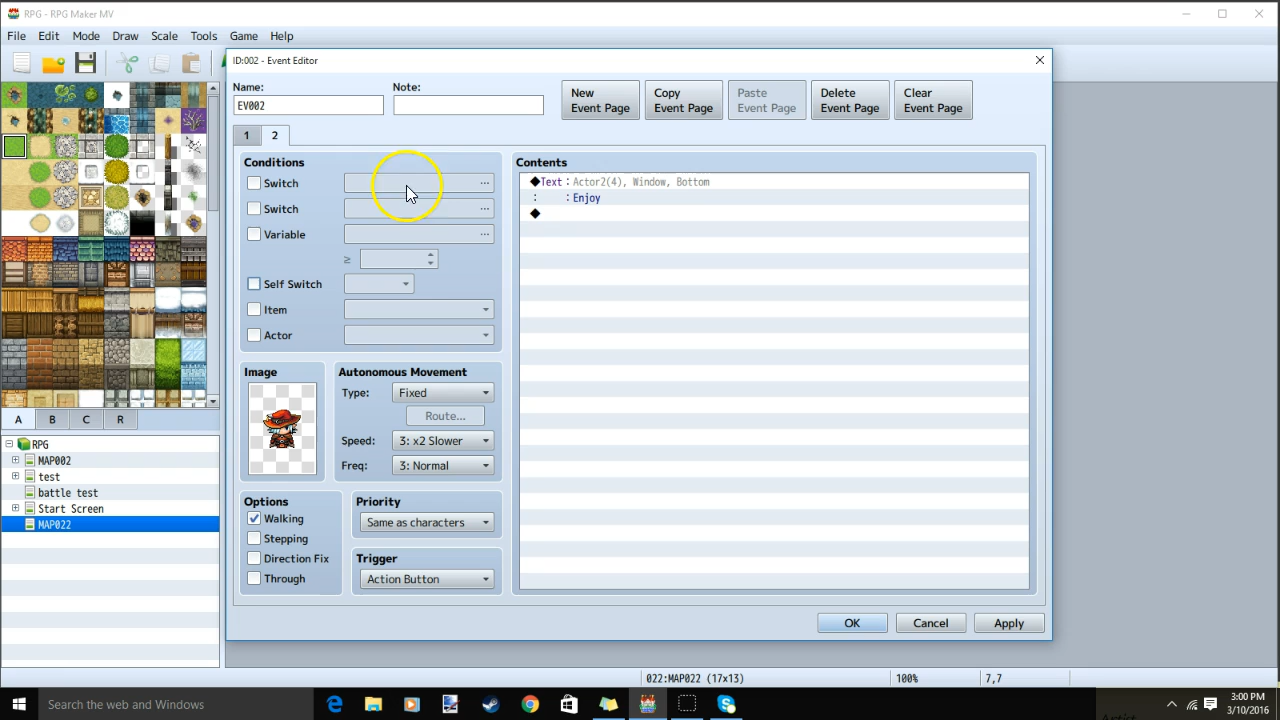 RPG - RPG Maker MV
File Edit Mode Draw Scale Tools Game Help
ID:002 - Event Editor
Name: Note:
EV002
New Event Page
Copy Event Page
Paste Event Page
Delete Event Page
Clear Event Page
1 2
Conditions
Switch ...
Switch ...
Variable ...
≥
Self Switch
Item
Actor
Image
Autonomous Movement
Type: Fixed
Route...
Speed: 3: x2 Slower
Freq: 3: Normal
Options
Walking
Stepping
Direction Fix
Through
Priority
Same as characters
Trigger
Action Button
Contents
◆Text : Actor2(4), Window, Bottom
: : Enjoy
◆
OK Cancel Apply
A B C R
RPG
MAP002
test
battle test
Start Screen
MAP022
022:MAP022 (17x13) 100% 7,7
Search the web and Windows
3:00 PM
3/10/2016